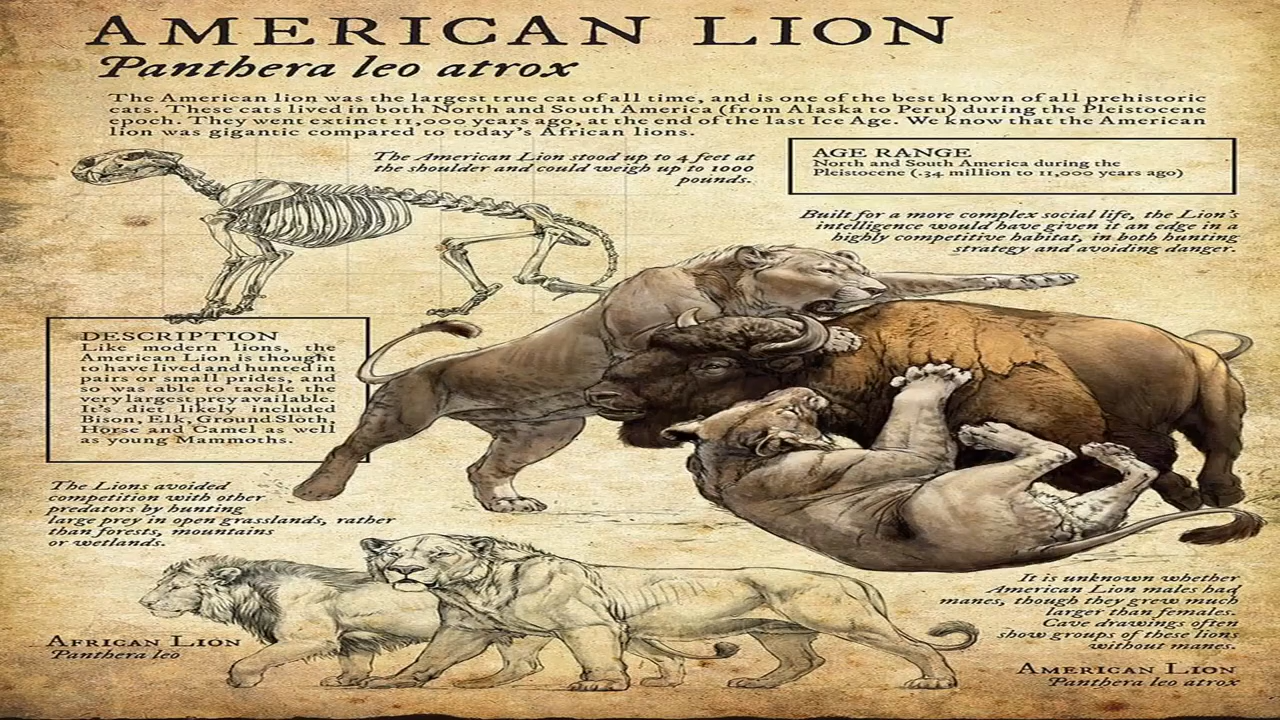 AMERICAN LION
Panthera leo atrox
The American lion was the largest true cat of all time, and is one of the best known of all prehistoric
cats. These cats lived in both North and South America (from Alaska to Peru) during the Pleistocene
epoch. They went extinct 11,000 years ago, at the end of the last Ice Age. We know that the American
lion was gigantic compared to today's African lions.
The American Lion stood up to 4 feet at
the shoulder and could weigh up to 1000
pounds.
AGE RANGE
North and South America during the
Pleistocene (.34 million to 11,000 years ago)
Built for a more complex social life, the Lion's
intelligence would have given it an edge in a
highly competitive habitat, in both hunting
strategy and avoiding danger.
DESCRIPTION
Like modern lions, the
American Lion is thought
to have lived and hunted in
pairs or small prides, and
so was able to tackle the
very largest prey available.
It's diet likely included
Bison, Elk, Ground Sloth,
Horse and Camel as well
as young Mammoths.
The Lions avoided
competition with other
predators by hunting
large prey in open grasslands, rather
than forests, mountains
or wetlands.
AFRICAN LION
Panthera leo
It is unknown whether
American Lion males had
manes, though they grew much
larger than females.
Cave drawings often
show groups of these lions
without manes.
AMERICAN LION
Panthera leo atrox